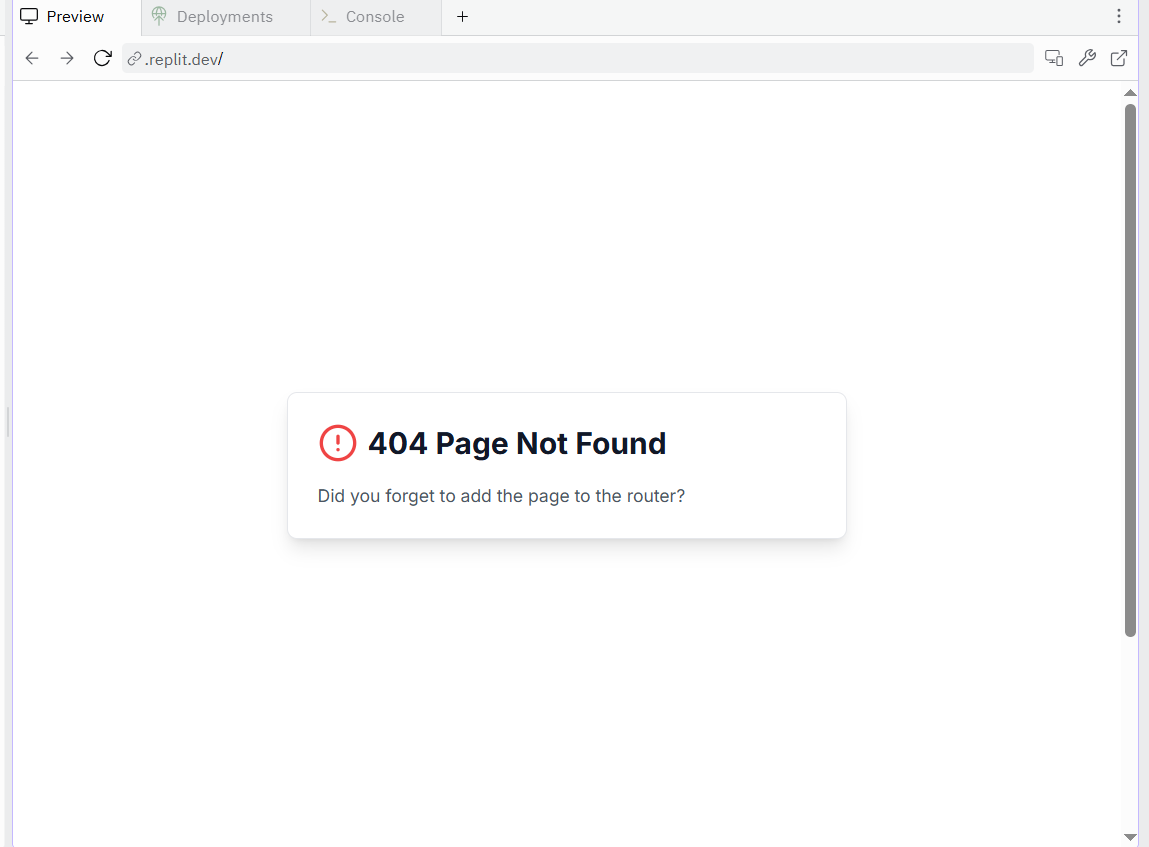 Preview
Deployments
Console
.replit.dev/
404 Page Not Found
Did you forget to add the page to the router?